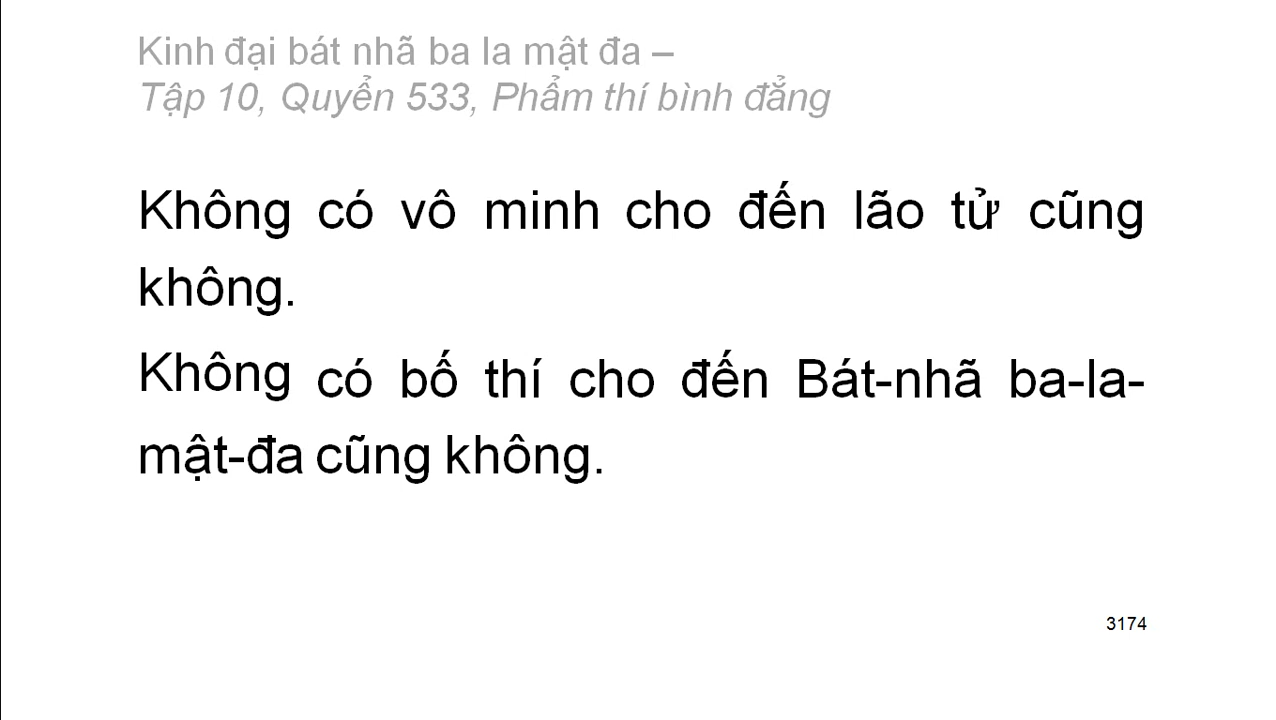 Kinh đại bát nhã ba la mật đa –
Tập 10, Quyển 533, Phẩm thí bình đẳng
Không có vô minh cho đến lão tử cũng
không.
Không có bố thí cho đến Bát-nhã ba-la-
mật-đa cũng không.
3174